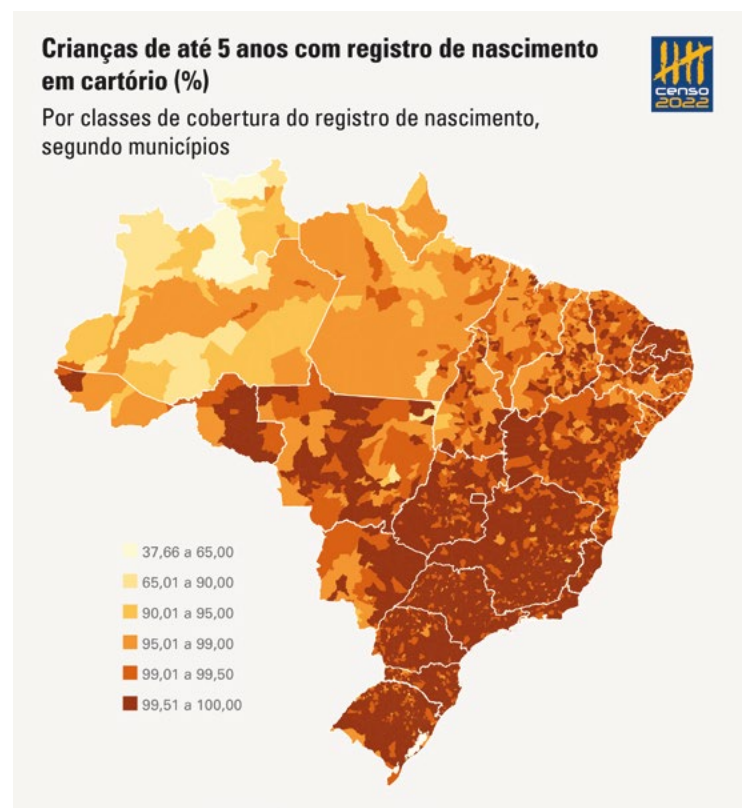 Crianças de até 5 anos com registro de nascimento
em cartório (%)
Por classes de cobertura do registro de nascimento,
segundo municípios
censo
2022
37,66 a 65,00
65,01 a 90,00
90,01 a 95,00
95,01 a 99,00
99,01 a 99,50
99,51 a 100,00